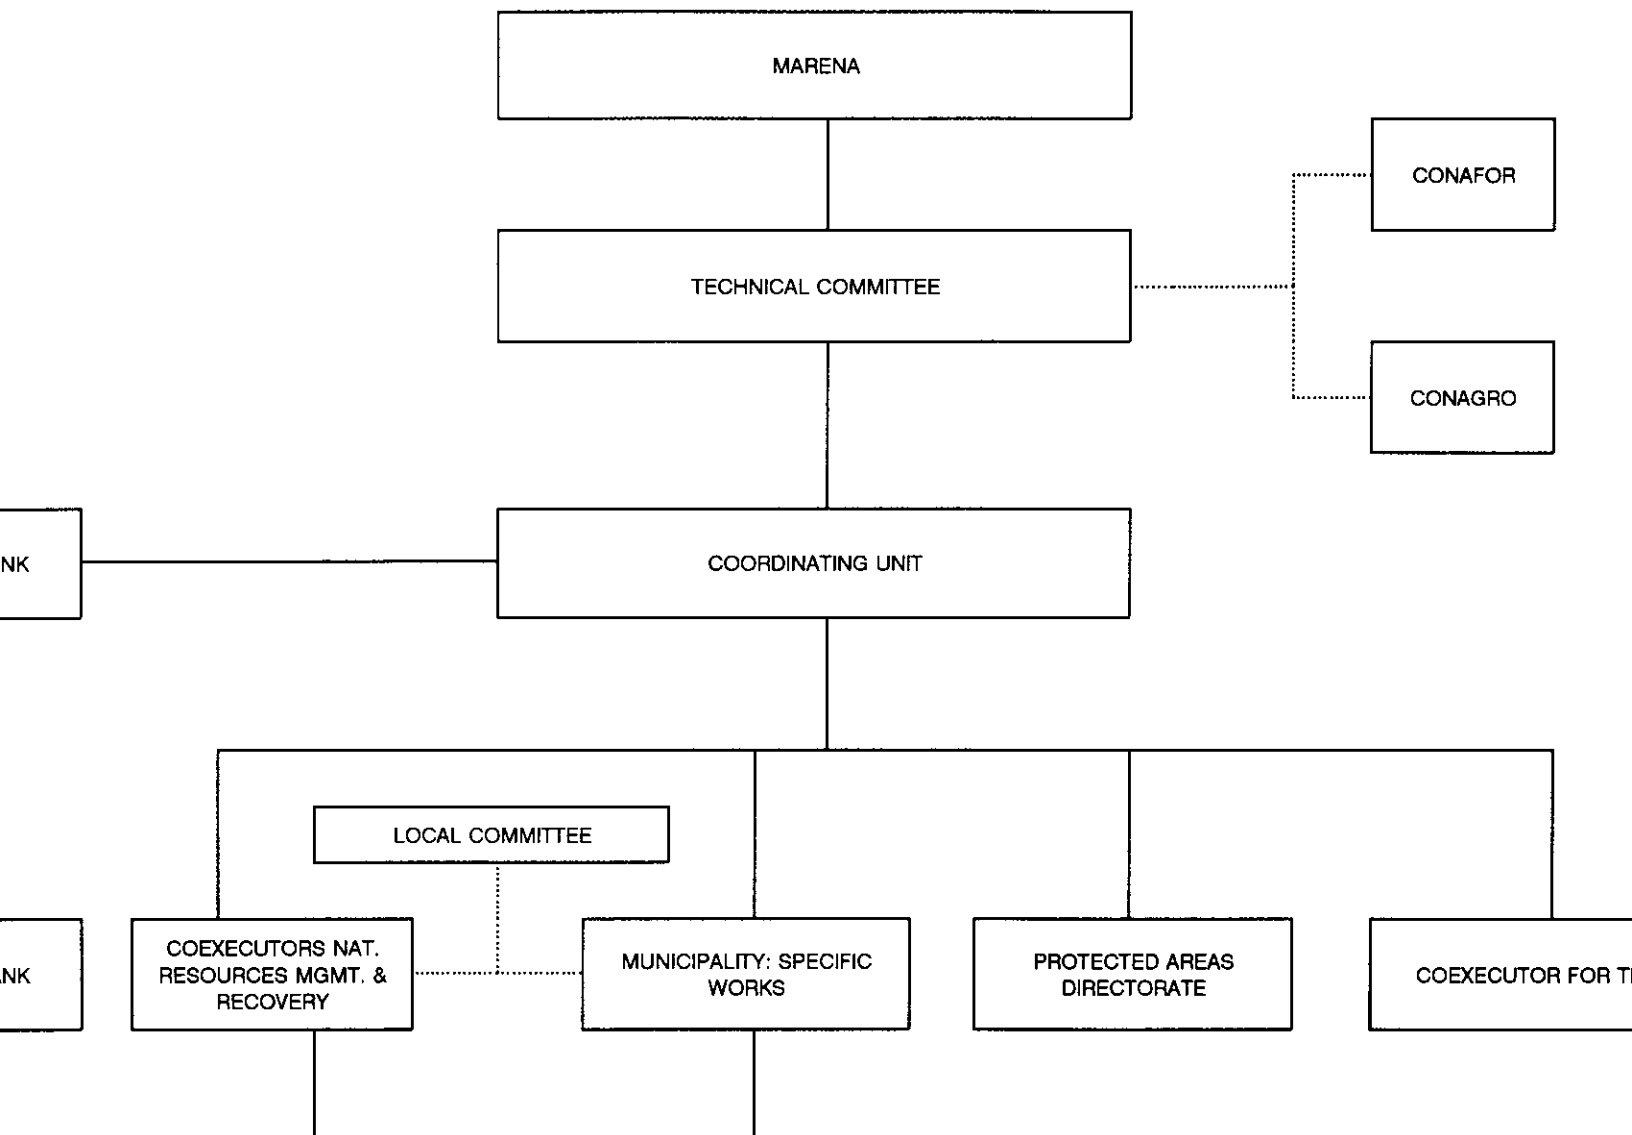 MARENA
CONAFOR
TECHNICAL COMMITTEE
CONAGRO
NK
COORDINATING UNIT
LOCAL COMMITTEE
ANK
COEXECUTORS NAT.
RESOURCES MGMT. &
RECOVERY
MUNICIPALITY: SPECIFIC
WORKS
PROTECTED AREAS
DIRECTORATE
COEXECUTOR FOR